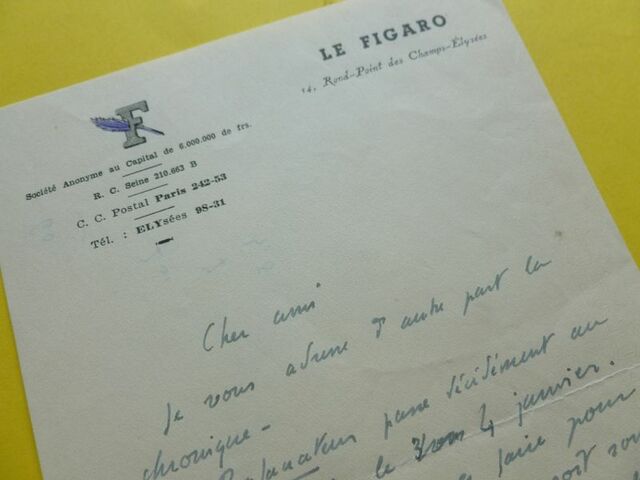 LE FIGARO
14, Rond-Point des Champs-Élysées
F
Société Anonyme au Capital de 6.000.000 de frs.
R. C. Seine 210.663 B
C. C. Postal Paris 242-53
Tél. : ELYsées 98-31
Cher ami
Je vous adresse d'autre part la
chronique.
passe décidément au
le 4 janvier.
faire pour